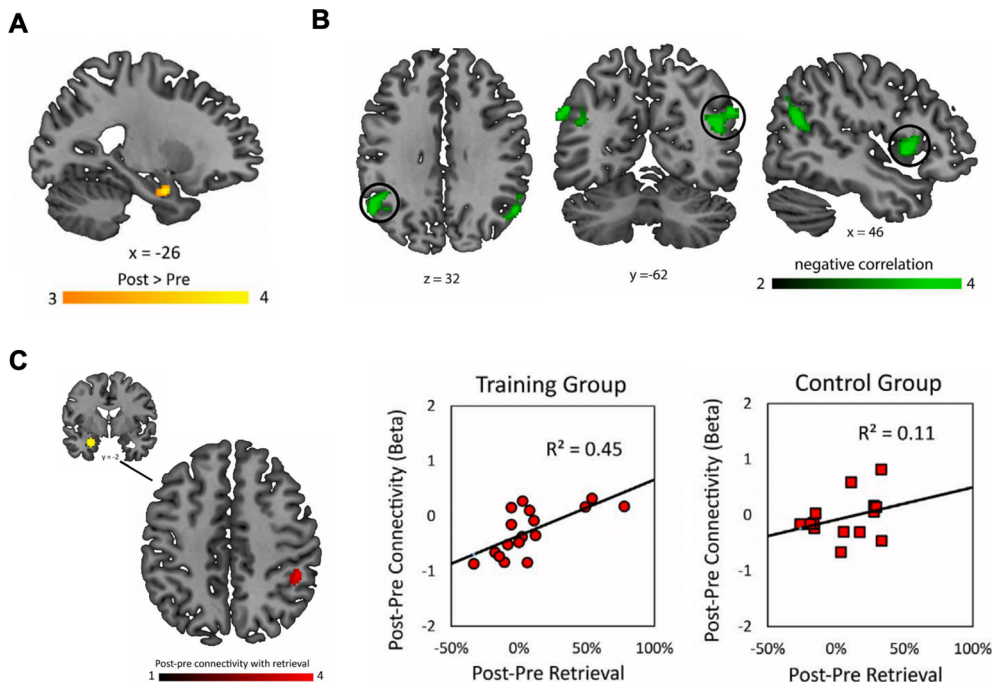 A
B
x = -26
Post > Pre
3
4
z = 32
y =-62
x = 46
negative correlation
2
4
C
y = -2
Post-pre connectivity with retrieval
1
4
Training Group
Post-Pre Connectivity (Beta)
2
1
0
-1
-2
R² = 0.45
-50%
0%
50%
100%
Post-Pre Retrieval
Control Group
Post-Pre Connectivity (Beta)
2
1
0
-1
-2
R² = 0.11
-50%
0%
50%
100%
Post-Pre Retrieval